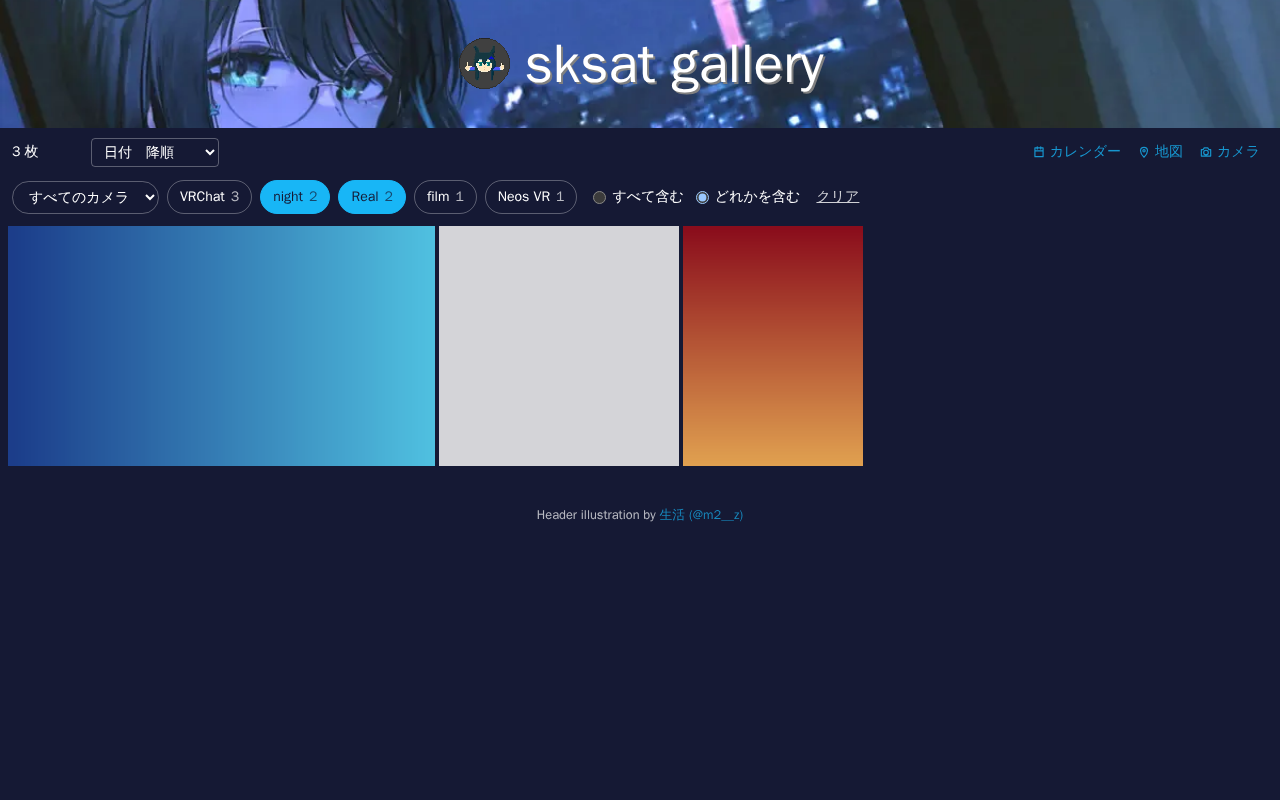 sksat gallery
3 枚 日付 降順 カレンダー 地図 カメラ
すべてのカメラ VRChat 3 night 2 Real 2 film 1 Neos VR 1 すべて含む どれかを含む クリア
Header illustration by 生活 (@m2__z)